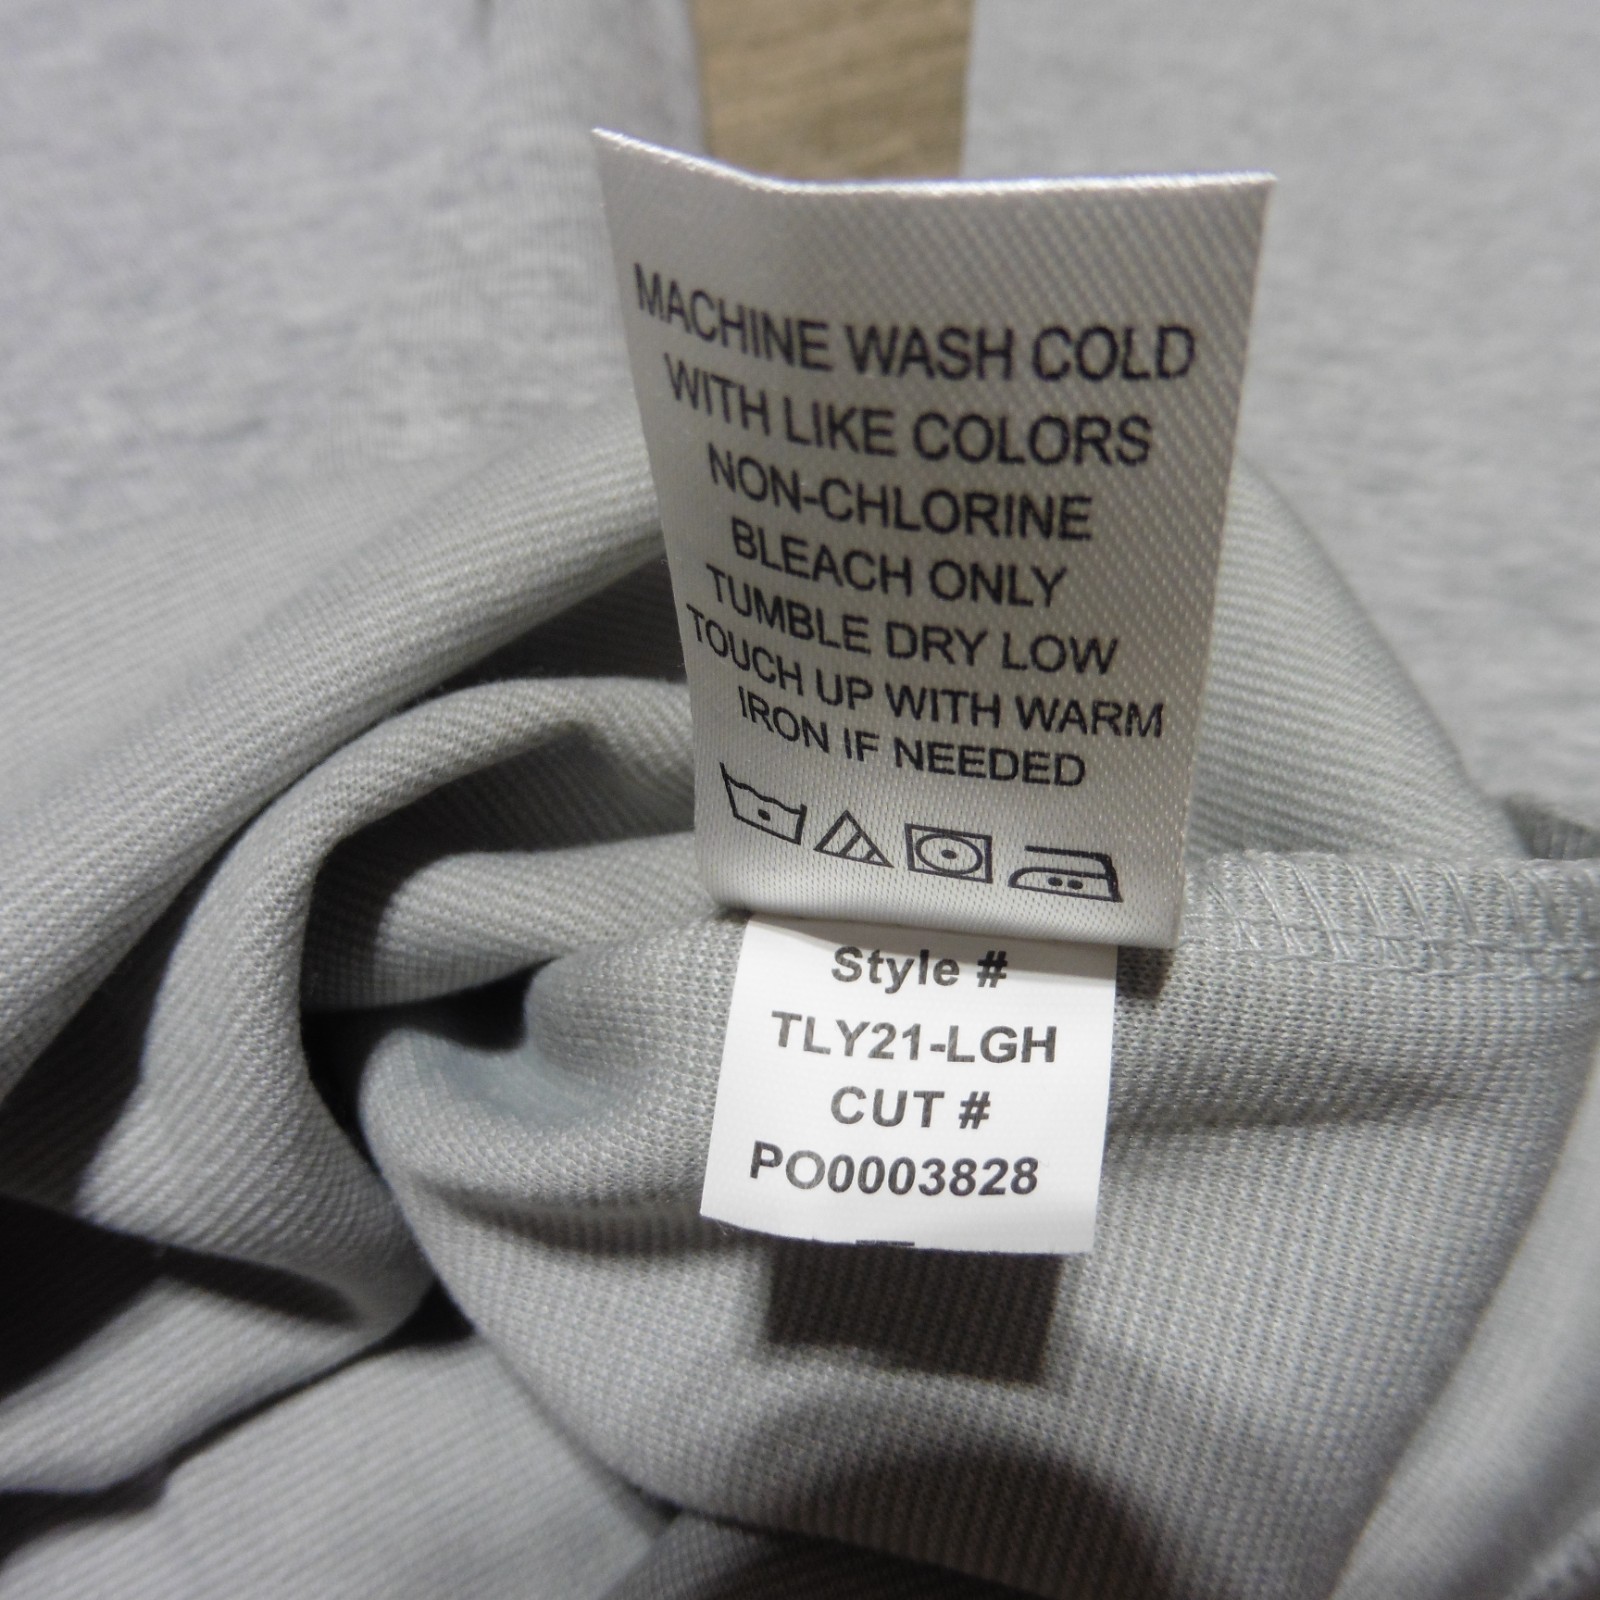 MACHINE WASH COLD
WITH LIKE COLORS
NON-CHLORINE
BLEACH ONLY
TUMBLE DRY LOW
TOUCH UP WITH WARM
IRON IF NEEDED
Style #
TLY21-LGH
CUT #
PO0003828